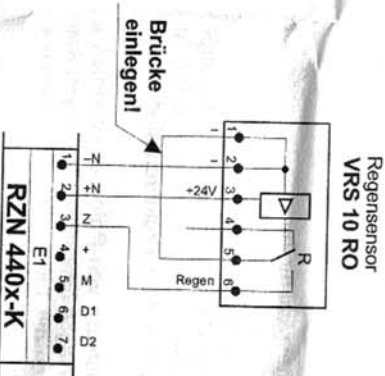 Regensensor
VRS 10 RO
Brücke
einlegen!
1
2
3
4
5
6
–
–
+24V
Regen
R
1
2
3
4
5
6
7
–N
+N
Z
+
M
D1
D2
E1
RZN 440x-K